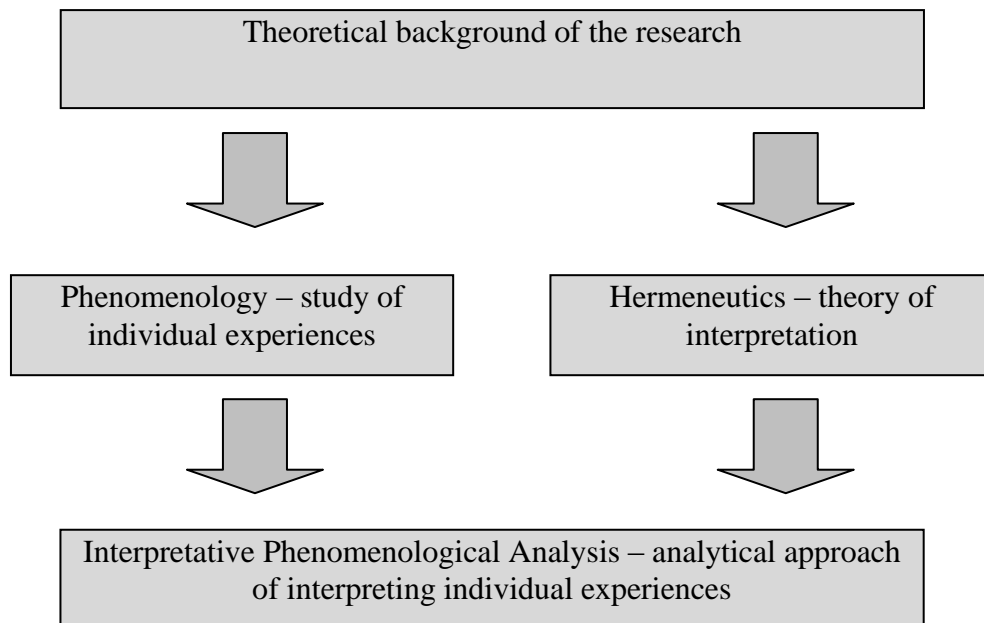 Theoretical background of the research
Phenomenology – study of
individual experiences
Hermeneutics – theory of
interpretation
Interpretative Phenomenological Analysis – analytical approach
of interpreting individual experiences